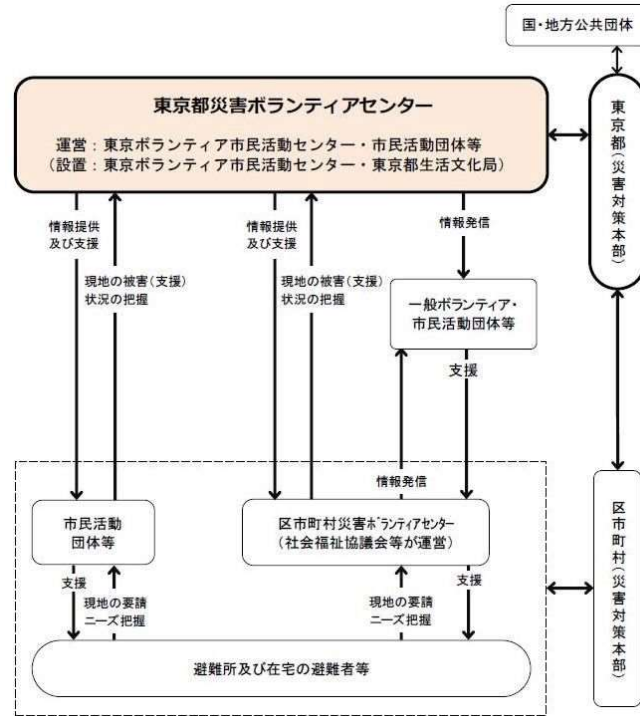 国・地方公共団体
東京都災害ボランティアセンター
運営：東京ボランティア市民活動センター・市民活動団体等
（設置：東京ボランティア市民活動センター・東京都生活文化局）
東京都（災害対策本部）
情報提供
及び支援
現地の被害（支援）
状況の把握
情報提供
及び支援
現地の被害（支援）
状況の把握
情報発信
一般ボランティア・
市民活動団体等
支援
情報発信
市民活動
団体等
区市町村災害ﾎﾞﾗﾝﾃｨｱセンター
（社会福祉協議会等が運営）
区市町村（災害対策本部）
支援
現地の要請
ニーズ把握
現地の要請
ニーズ把握
支援
避難所及び在宅の避難者等